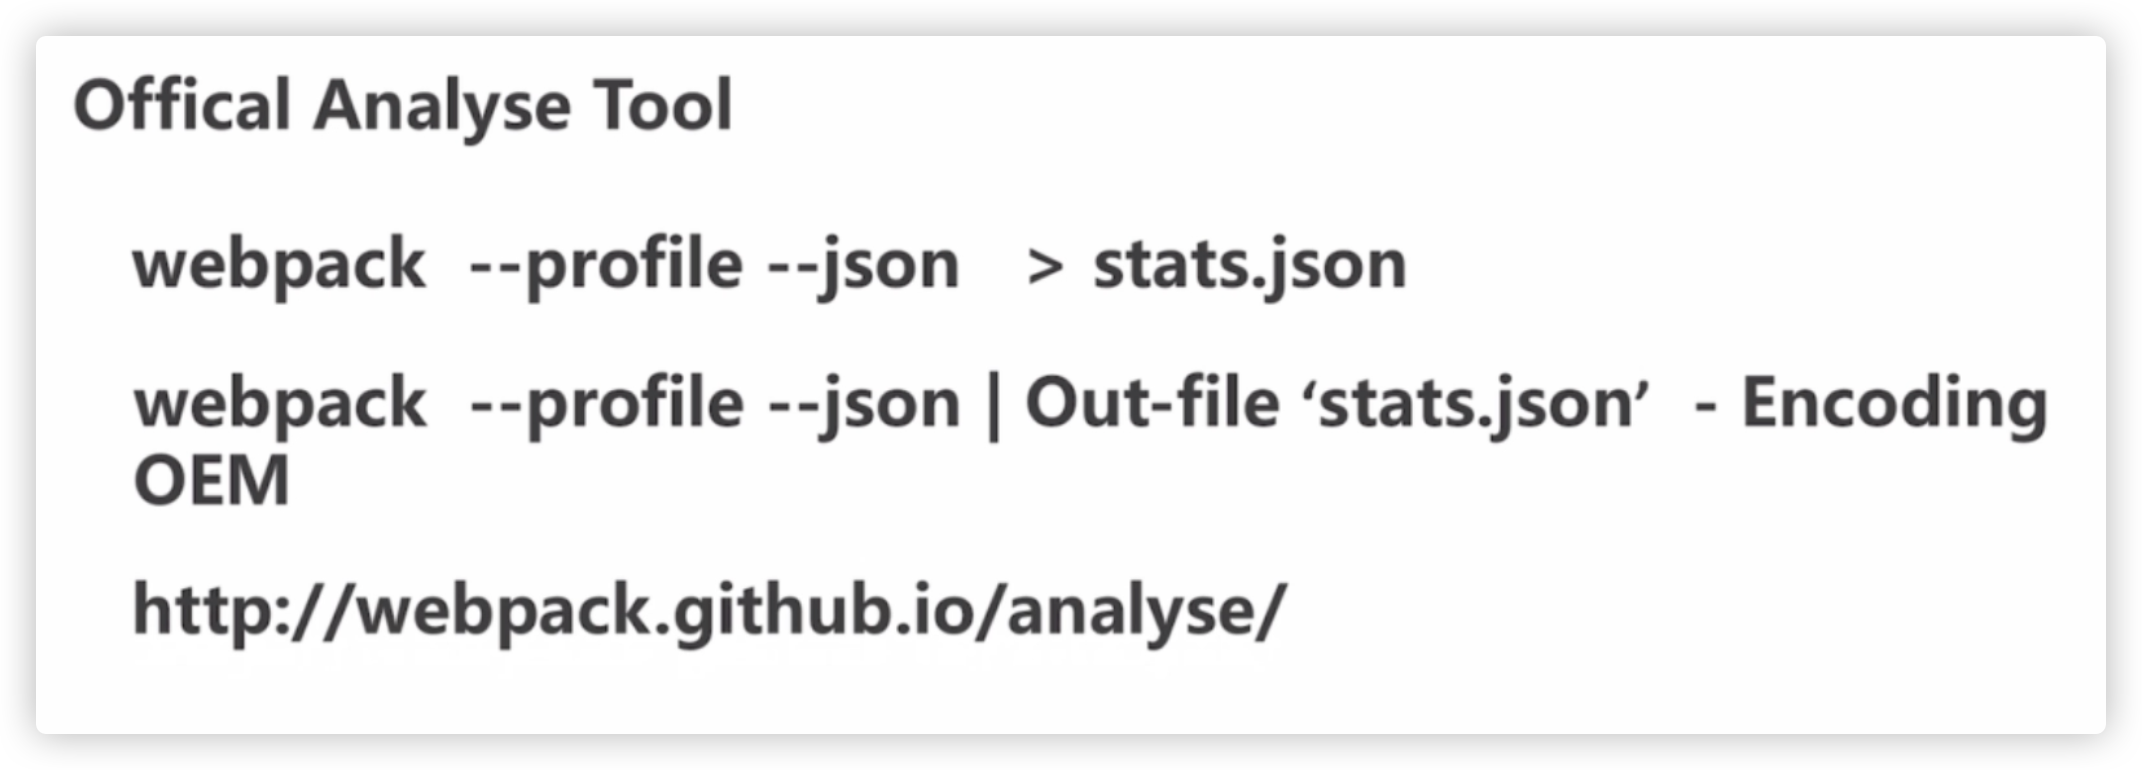 Offical Analyse Tool
webpack --profile --json > stats.json
webpack --profile --json | Out-file ‘stats.json’ - Encoding
OEM
http://webpack.github.io/analyse/